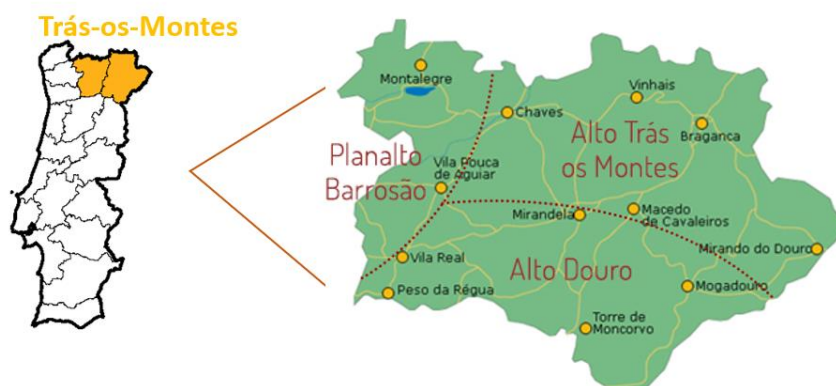 Trás-os-Montes
Montalegre
Chaves
Vinhais
Braganca
Alto Trás
os Montes
Planalto
Barrosão
Vila Pouca
de Aguiar
Mirandela
Macedo
de Cavaleiros
Mirando do Douro
Vila Real
Alto Douro
Peso da Régua
Mogadouro
Torre de
Moncorvo